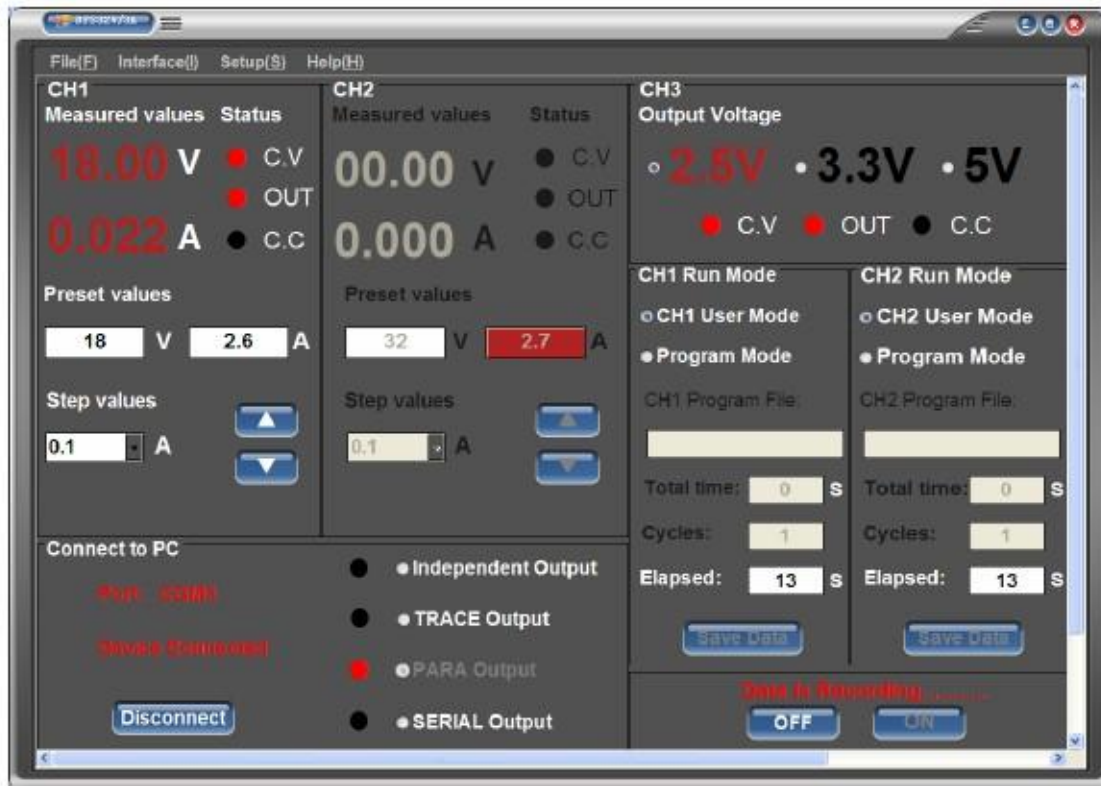 File(F) Interface(I) Setup(S) Help(H)
CH1
Measured values Status
18.00 V
C.V
OUT
0.022 A
C.C
Preset values
18 V 2.6 A
Step values
0.1 A
CH2
Measured values Status
00.00 V
C.V
OUT
0.000 A
C.C
Preset values
32 V 2.7 A
Step values
0.1 A
CH3
Output Voltage
2.5V 3.3V 5V
C.V OUT C.C
CH1 Run Mode
CH1 User Mode
Program Mode
CH1 Program File:
Total time: 0 S
Cycles: 1
Elapsed: 13 S
Save Data
CH2 Run Mode
CH2 User Mode
Program Mode
CH2 Program File:
Total time: 0 S
Cycles: 1
Elapsed: 13 S
Save Data
Connect to PC
Device Connected
Disconnect
Independent Output
TRACE Output
PARA Output
SERIAL Output
Data is Recording
OFF ON